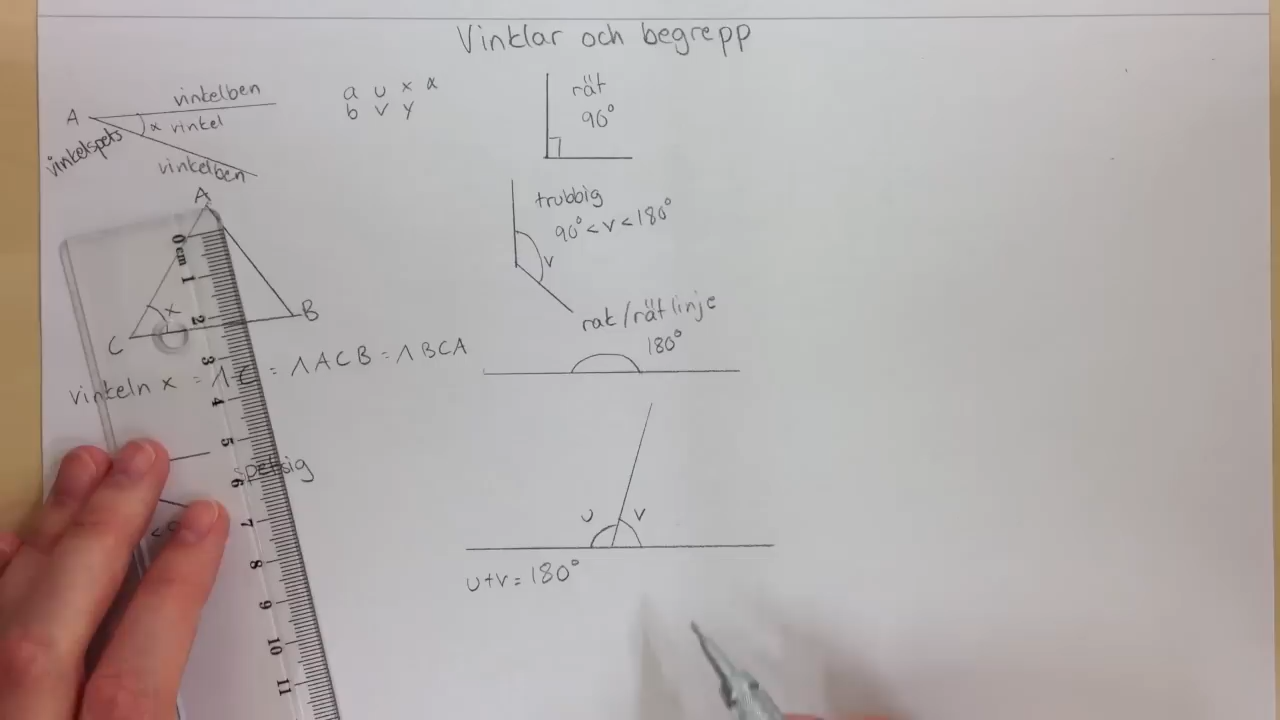 Vinklar och begrepp
A vinkelben
α vinkel
vinkelspets
vinkelben
a u x α
b v y
rät
90°
A
x
C B
vinkeln x = ∧C = ∧ACB = ∧BCA
spetsig
trubbig
90° < v < 180°
v
rak/rät linje
180°
u v
u+v = 180°
0 cm
1
2
3
4
5
6
7
8
9
10
11